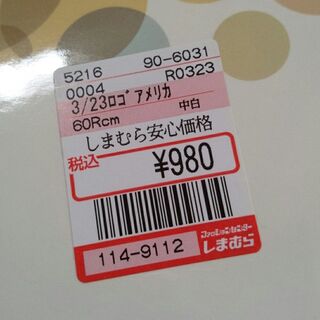 5216 90-6031
0004 R0323
3/23ﾛｺﾞｱﾒﾘｶ
60Rcm 中白
しまむら安心価格
税込 ¥980
ファッションセンター
114-9112 しまむら